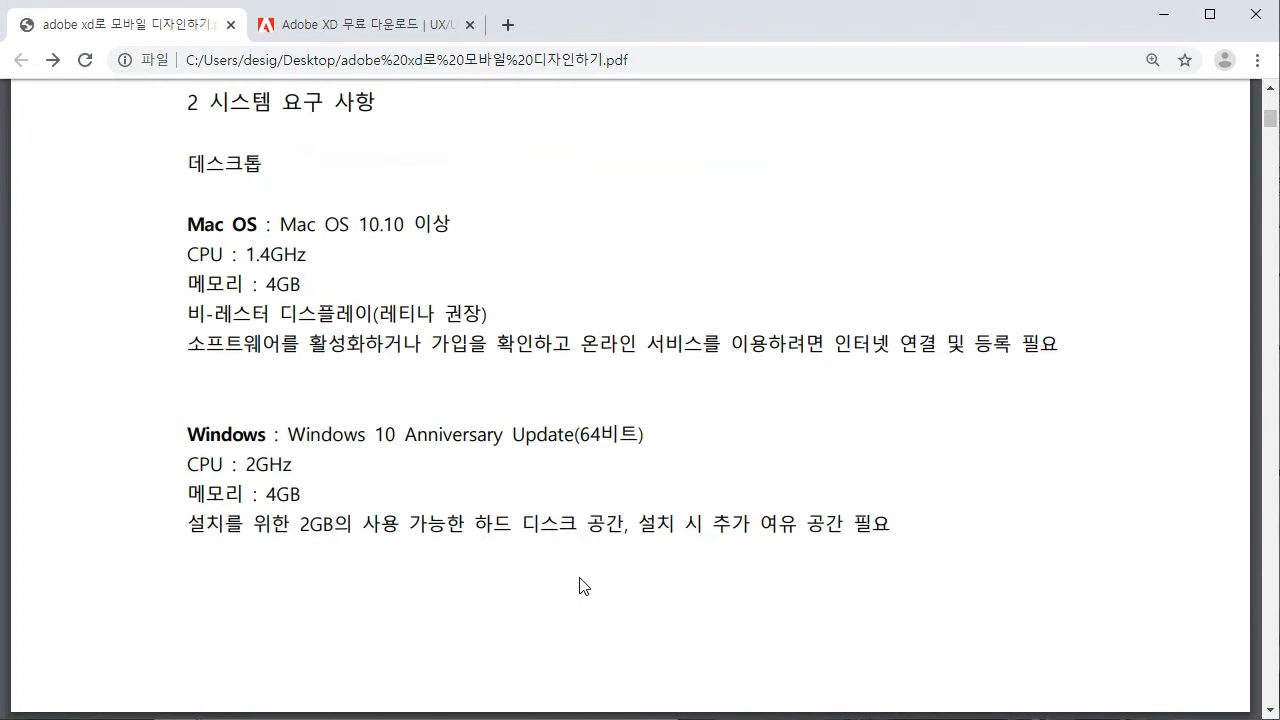 adobe xd로 모바일 디자인하기.p
Adobe XD 무료 다운로드 | UX/U
파일
C:/Users/desig/Desktop/adobe%20xd로%20모바일%20디자인하기.pdf
2 시스템 요구 사항
데스크톱
Mac OS : Mac OS 10.10 이상
CPU : 1.4GHz
메모리 : 4GB
비-레스터 디스플레이(레티나 권장)
소프트웨어를 활성화하거나 가입을 확인하고 온라인 서비스를 이용하려면 인터넷 연결 및 등록 필요
Windows : Windows 10 Anniversary Update(64비트)
CPU : 2GHz
메모리 : 4GB
설치를 위한 2GB의 사용 가능한 하드 디스크 공간, 설치 시 추가 여유 공간 필요